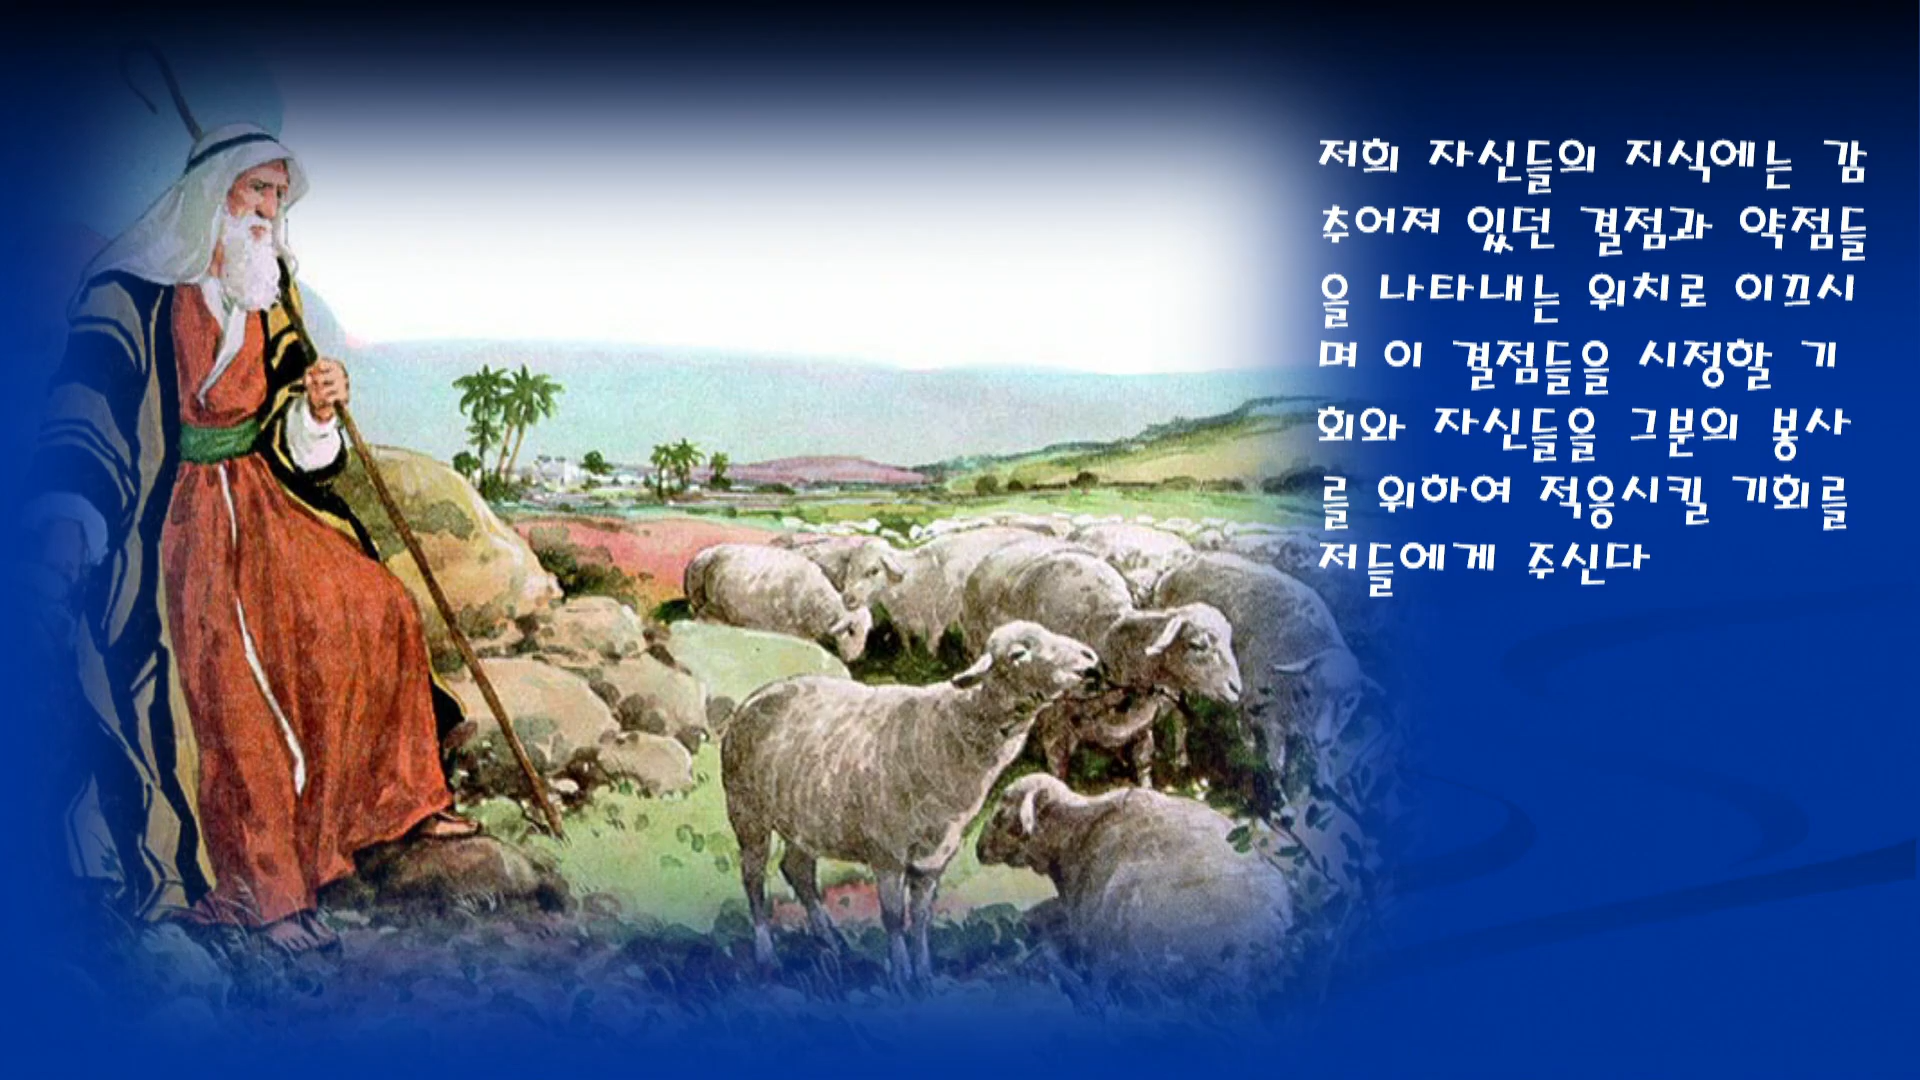 저희 자신들의 지식에는 감
추어져 있던 결점과 약점들
을 나타내는 위치로 이끄시
며 이 결점들을 시정할 기
회와 자신들을 그분의 봉사
를 위하여 적응시킬 기회를
저들에게 주신다